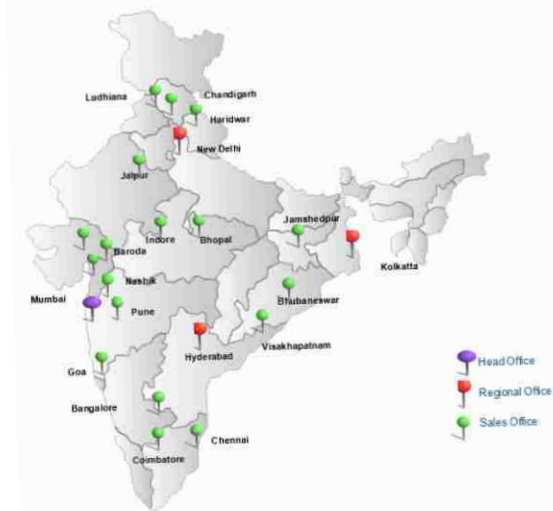 Ludhiana
Chandigarh
Haridwar
New Delhi
Jaipur
Jamshedpur
Baroda
Indore
Bhopal
Kolkatta
Nasbik
Mumbai
Pune
Bhubaneswar
Visakhapatnam
Hyderabad
Goa
Head Office
Regional Office
Bangalore
Sales Office
Chennai
Coimbatore